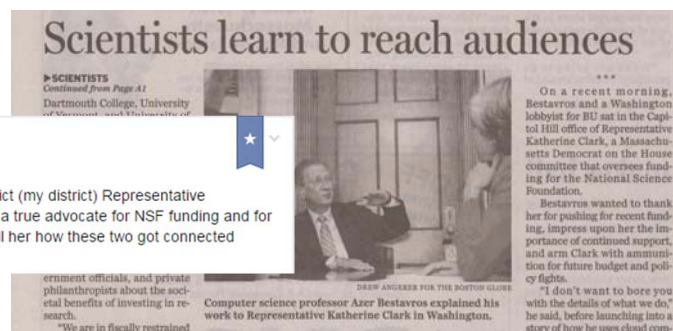 Scientists learn to reach audiences
▶SCIENTISTS
Continued from Page A1
Dartmouth College, University
of Vermont, and University of
ict (my district) Representative
a true advocate for NSF funding and for
ll her how these two got connected
ernment officials, and private
philanthropists about the soci-
etal benefits of investing in re-
search.
"We are in fiscally restrained
DREW ANGERER FOR THE BOSTON GLOBE
Computer science professor Azer Bestavros explained his
work to Representative Katherine Clark in Washington.
On a recent morning,
Bestavros and a Washington
lobbyist for BU sat in the Capi-
tol Hill office of Representative
Katherine Clark, a Massachu-
setts Democrat on the House
committee that oversees fund-
ing for the National Science
Foundation.
Bestavros wanted to thank
her for pushing for recent fund-
ing, impress upon her the im-
portance of continued support,
and arm Clark with ammuni-
tion for future budget and poli-
cy fights.
"I don't want to bore you
with the details of what we do,"
he said, before launching into a
story of how he uses cloud com-